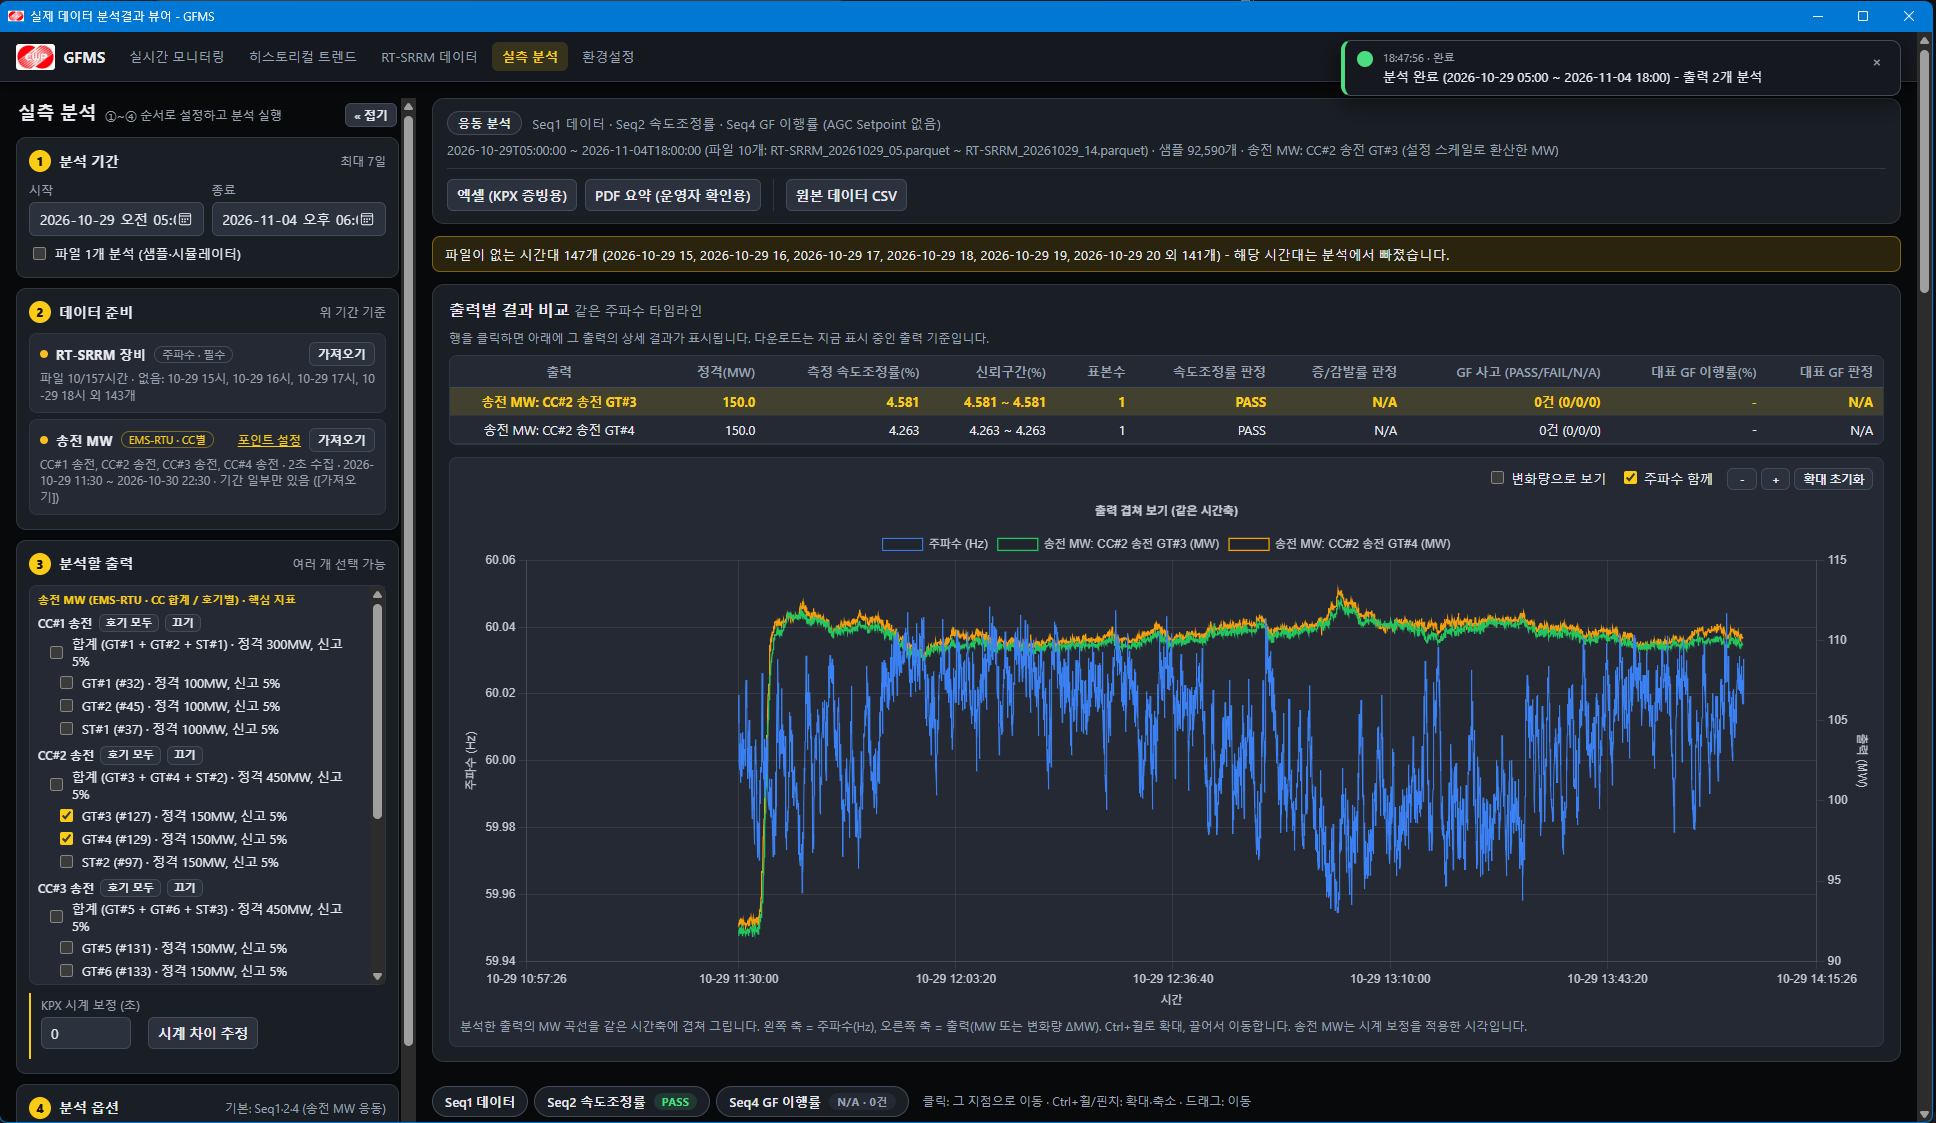 실제 데이터 분석결과 뷰어 - GFMS
CWP GFMS 실시간 모니터링 히스토리컬 트렌드 RT-SRRM 데이터 실측 분석 환경설정
18:47:56 · 완료
분석 완료 (2026-10-29 05:00 ~ 2026-11-04 18:00) - 출력 2개 분석
실측 분석 ①~④ 순서로 설정하고 분석 실행 « 접기
1 분석 기간 최대 7일
시작 종료
2026-10-29 오전 05:( 2026-11-04 오후 06:(
파일 1개 분석 (샘플·시뮬레이터)
2 데이터 준비 위 기간 기준
RT-SRRM 장비 주파수 · 필수 가져오기
파일 10/157시간 · 없음: 10-29 15시, 10-29 16시, 10-29 17시, 10
-29 18시 외 143개
송전 MW EMS-RTU · CC별 포인트 설정 가져오기
CC#1 송전, CC#2 송전, CC#3 송전, CC#4 송전 · 2초 수집 · 2026-
10-29 11:30 ~ 2026-10-30 22:30 · 기간 일부만 있음 ([가져오
기])
3 분석할 출력 여러 개 선택 가능
송전 MW (EMS-RTU · CC 합계 / 호기별) · 핵심 지표
CC#1 송전 호기 모두 끄기
합계 (GT#1 + GT#2 + ST#1) · 정격 300MW, 신고
5%
GT#1 (#32) · 정격 100MW, 신고 5%
GT#2 (#45) · 정격 100MW, 신고 5%
ST#1 (#37) · 정격 100MW, 신고 5%
CC#2 송전 호기 모두 끄기
합계 (GT#3 + GT#4 + ST#2) · 정격 450MW, 신고
5%
GT#3 (#127) · 정격 150MW, 신고 5%
GT#4 (#129) · 정격 150MW, 신고 5%
ST#2 (#97) · 정격 150MW, 신고 5%
CC#3 송전 호기 모두 끄기
합계 (GT#5 + GT#6 + ST#3) · 정격 450MW, 신고
5%
GT#5 (#131) · 정격 150MW, 신고 5%
GT#6 (#133) · 정격 150MW, 신고 5%
KPX 시계 보정 (초)
0 시계 차이 추정
4 분석 옵션 기본: Seq1·2·4 (송전 MW 응동)
응동 분석 Seq1 데이터 · Seq2 속도조정률 · Seq4 GF 이행률 (AGC Setpoint 없음)
2026-10-29T05:00:00 ~ 2026-11-04T18:00:00 (파일 10개: RT-SRRM_20261029_05.parquet ~ RT-SRRM_20261029_14.parquet) · 샘플 92,590개 · 송전 MW: CC#2 송전 GT#3 (설정 스케일로 환산한 MW)
엑셀 (KPX 증빙용) PDF 요약 (운영자 확인용) 원본 데이터 CSV
파일이 없는 시간대 147개 (2026-10-29 15, 2026-10-29 16, 2026-10-29 17, 2026-10-29 18, 2026-10-29 19, 2026-10-29 20 외 141개) - 해당 시간대는 분석에서 빠졌습니다.
출력별 결과 비교 같은 주파수 타임라인
행을 클릭하면 아래에 그 출력의 상세 결과가 표시됩니다. 다운로드는 지금 표시 중인 출력 기준입니다.
출력 정격(MW) 측정 속도조정률(%) 신뢰구간(%) 표본수 속도조정률 판정 증/감발률 판정 GF 사고 (PASS/FAIL/N/A) 대표 GF 이행률(%) 대표 GF 판정
송전 MW: CC#2 송전 GT#3 150.0 4.581 4.581 ~ 4.581 1 PASS N/A 0건 (0/0/0) - N/A
송전 MW: CC#2 송전 GT#4 150.0 4.263 4.263 ~ 4.263 1 PASS N/A 0건 (0/0/0) - N/A
변화량으로 보기 주파수 함께 - + 확대 초기화
출력 겹쳐 보기 (같은 시간축)
주파수 (Hz) 송전 MW: CC#2 송전 GT#3 (MW) 송전 MW: CC#2 송전 GT#4 (MW)
60.06
60.04
60.02
60.00
59.98
59.96
59.94
주파수 (Hz)
115
110
105
100
95
90
출력 (MW)
10-29 10:57:26 10-29 11:30:00 10-29 12:03:20 10-29 12:36:40 10-29 13:10:00 10-29 13:43:20 10-29 14:15:26
시간
분석한 출력의 MW 곡선을 같은 시간축에 겹쳐 그립니다. 왼쪽 축 = 주파수(Hz), 오른쪽 축 = 출력(MW 또는 변화량 ΔMW). Ctrl+휠로 확대, 끌어서 이동합니다. 송전 MW는 시계 보정을 적용한 시각입니다.
Seq1 데이터 Seq2 속도조정률 PASS Seq4 GF 이행률 N/A · 0건 클릭: 그 지점으로 이동 · Ctrl+휠/핀치: 확대·축소 · 드래그: 이동